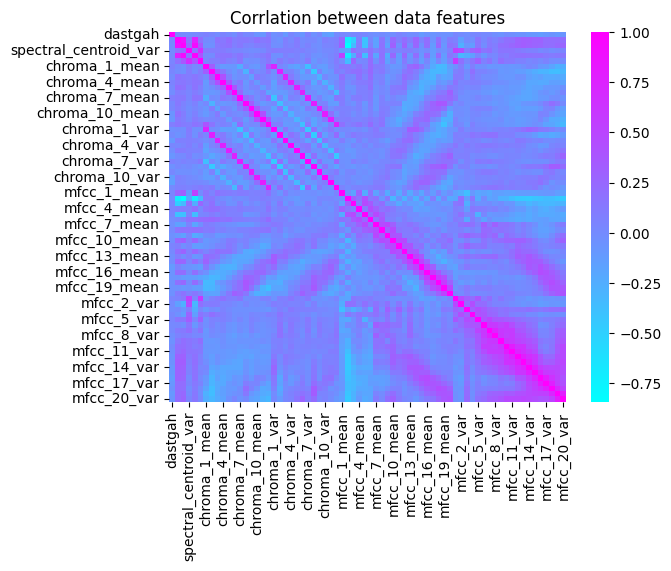 Corrlation between data features
dastgah
spectral_centroid_var
chroma_1_mean
chroma_4_mean
chroma_7_mean
chroma_10_mean
chroma_1_var
chroma_4_var
chroma_7_var
chroma_10_var
mfcc_1_mean
mfcc_4_mean
mfcc_7_mean
mfcc_10_mean
mfcc_13_mean
mfcc_16_mean
mfcc_19_mean
mfcc_2_var
mfcc_5_var
mfcc_8_var
mfcc_11_var
mfcc_14_var
mfcc_17_var
mfcc_20_var
dastgah
spectral_centroid_var
chroma_1_mean
chroma_4_mean
chroma_7_mean
chroma_10_mean
chroma_1_var
chroma_4_var
chroma_7_var
chroma_10_var
mfcc_1_mean
mfcc_4_mean
mfcc_7_mean
mfcc_10_mean
mfcc_13_mean
mfcc_16_mean
mfcc_19_mean
mfcc_2_var
mfcc_5_var
mfcc_8_var
mfcc_11_var
mfcc_14_var
mfcc_17_var
mfcc_20_var
1.00
0.75
0.50
0.25
0.00
−0.25
−0.50
−0.75